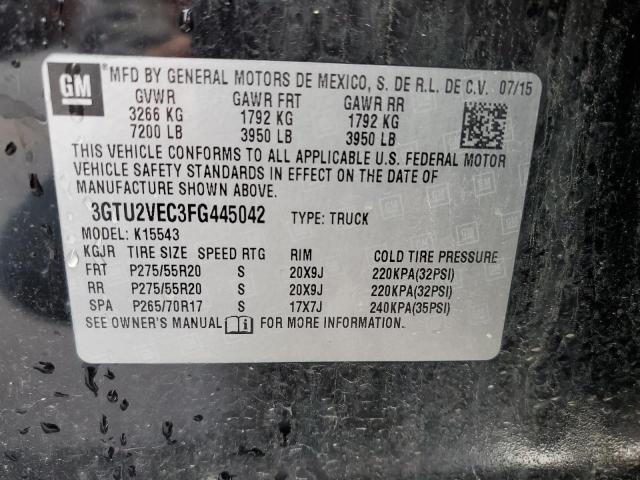 GM MFD BY GENERAL MOTORS DE MEXICO, S. DE R.L. DE C.V. 07/15
GVWR GAWR FRT GAWR RR
3266 KG 1792 KG 1792 KG
7200 LB 3950 LB 3950 LB
THIS VEHICLE CONFORMS TO ALL APPLICABLE U.S. FEDERAL MOTOR
VEHICLE SAFETY STANDARDS IN EFFECT ON THE DATE OF
MANUFACTURE SHOWN ABOVE.
3GTU2VEC3FG445042 TYPE: TRUCK
MODEL: K15543
KGJR TIRE SIZE SPEED RTG RIM COLD TIRE PRESSURE
FRT P275/55R20 S 20X9J 220KPA(32PSI)
RR P275/55R20 S 20X9J 220KPA(32PSI)
SPA P265/70R17 S 17X7J 240KPA(35PSI)
SEE OWNER'S MANUAL FOR MORE INFORMATION.